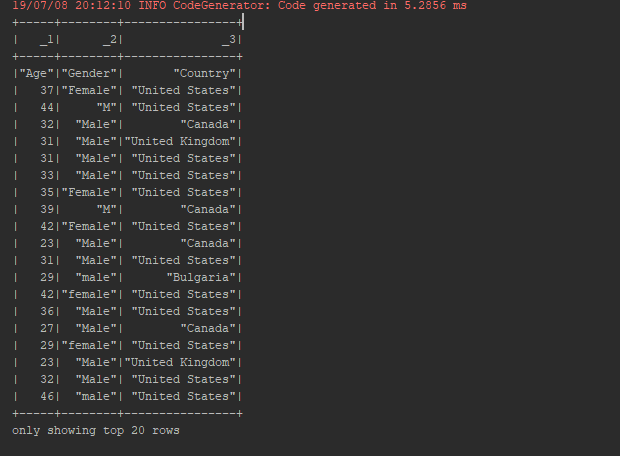 19/07/08 20:12:10 INFO CodeGenerator: Code generated in 5.2856 ms
+-----+--------+----------------+
|   _1|      _2|              _3|
+-----+--------+----------------+
|"Age"|"Gender"|       "Country"|
|   37|"Female"| "United States"|
|   44|     "M"| "United States"|
|   32|  "Male"|        "Canada"|
|   31|  "Male"|"United Kingdom"|
|   31|  "Male"| "United States"|
|   33|  "Male"| "United States"|
|   35|"Female"| "United States"|
|   39|     "M"|        "Canada"|
|   42|"Female"| "United States"|
|   23|  "Male"|        "Canada"|
|   31|  "Male"| "United States"|
|   29|  "male"|      "Bulgaria"|
|   42|"female"| "United States"|
|   36|  "Male"| "United States"|
|   27|  "Male"|        "Canada"|
|   29|"female"| "United States"|
|   23|  "Male"|"United Kingdom"|
|   32|  "Male"| "United States"|
|   46|  "male"| "United States"|
+-----+--------+----------------+
only showing top 20 rows